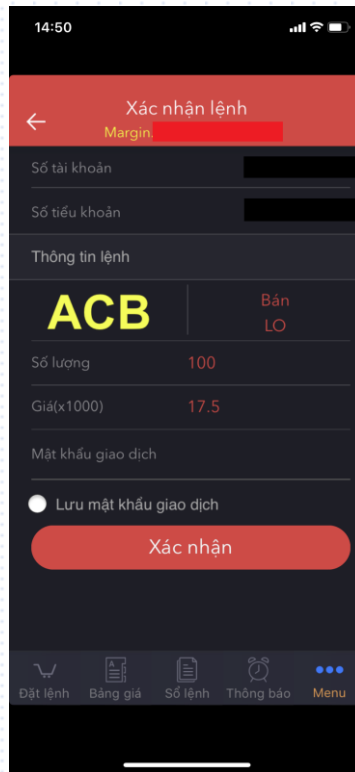 14:50
Xác nhận lệnh
Margin.
Số tài khoản
Số tiểu khoản
Thông tin lệnh
ACB
Bán
LO
Số lượng 100
Giá(x1000) 17.5
Mật khẩu giao dịch
Lưu mật khẩu giao dịch
Xác nhận
Đặt lệnh Bảng giá Sổ lệnh Thông báo Menu